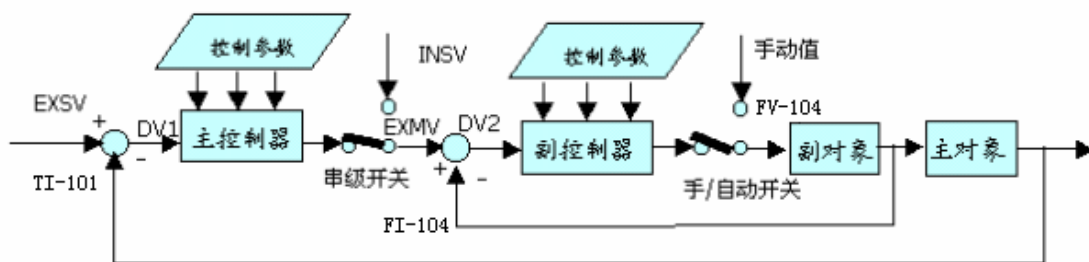 控制参数
控制参数
INSV
手动值
EXSV
+
DV1
-
主控制器
EXMV
DV2
+
-
副控制器
FV-104
副对象
主对象
TI-101
串级开关
手/自动开关
FI-104